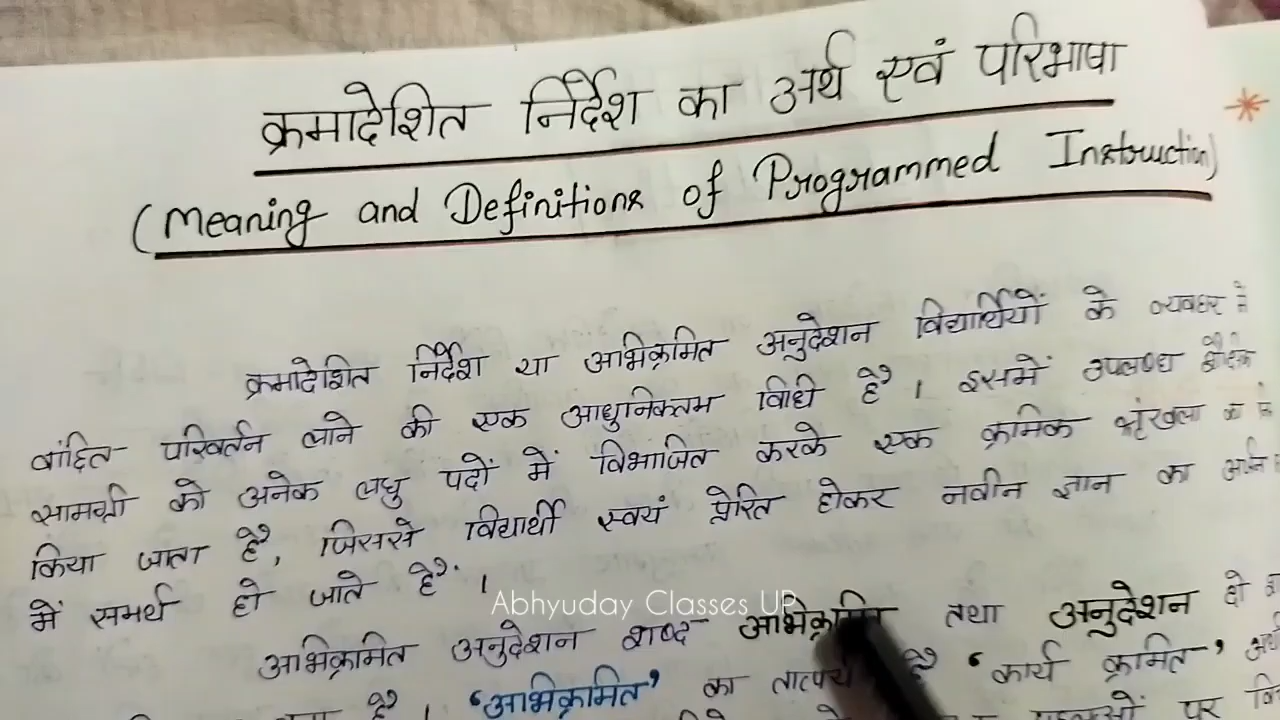 क्रमादेशित निर्देश का अर्थ एवं परिभाषा
(Meaning and Definitions of Programmed Instruction)
क्रमादेशित निर्देश या अभिक्रमित अनुदेशन विद्यार्थियों के व्यवहार में
वांछित परिवर्तन लाने की एक आधुनिकतम विधि है । इसमें उपलब्ध शैक्षिक
सामग्री को अनेक लघु पदों में विभाजित करके एक क्रमिक श्रृंखला का
किया जाता है, जिससे विद्यार्थी स्वयं प्रेरित होकर नवीन ज्ञान का
में समर्थ हो जाते हैं ।
Abhyuday Classes UP
अभिक्रमित अनुदेशन शब्द अभिक्रमित तथा अनुदेशन दो
है । 'अभिक्रमित' का तात्पर्य है 'कार्य क्रमित'
पर